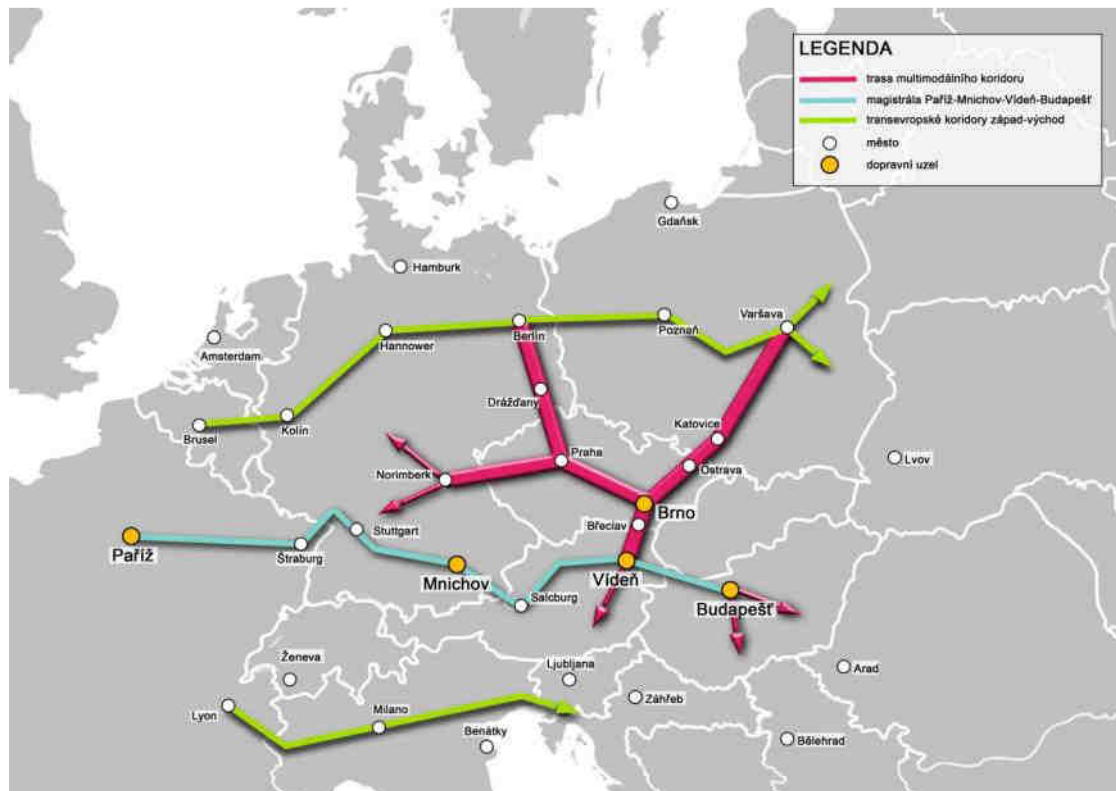 LEGENDA
trasa multimodálního koridoru
magistrála Paříž-Mnichov-Vídeň-Budapešť
transevropské koridory západ-východ
město
dopravní uzel
Gdaňsk
Hamburk
Varšava
Berlín
Poznaň
Hannower
Amsterdam
Drážďany
Kolín
Brusel
Katovice
Praha
Lvov
Ostrava
Norimberk
Brno
Břeclav
Stuttgart
Paříž
Štraburg
Mnichov
Vídeň
Salcburg
Budapešť
Ženeva
Ljubljana
Arad
Záhřeb
Lyon
Milano
Benátky
Bělehrad